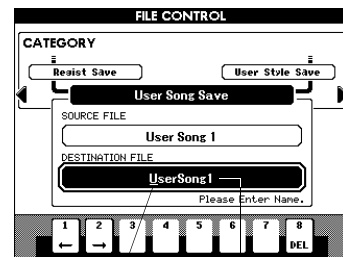 FILE CONTROL
CATEGORY
Regist Save
User Style Save
User Song Save
SOURCE FILE
User Song 1
DESTINATION FILE
UserSong1
Please Enter Name.
1 2 3 4 5 6 7 8
← → DEL